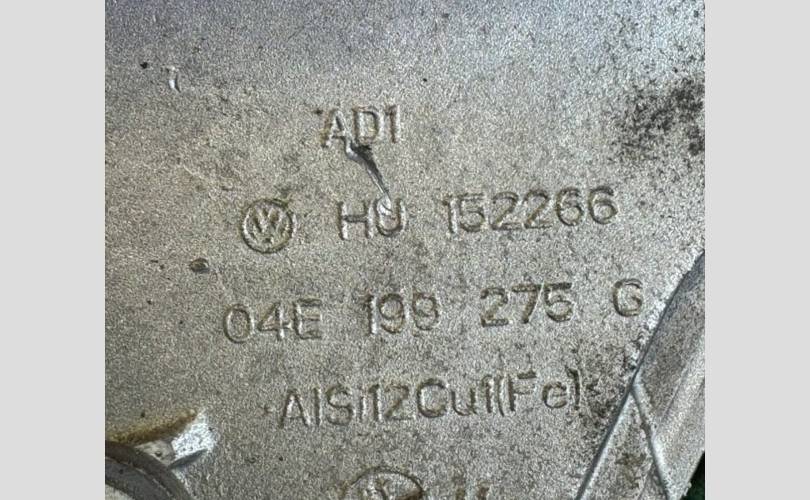 AD1
HU 152266
04E 199 275 G
AlSi12Cu1(Fe)